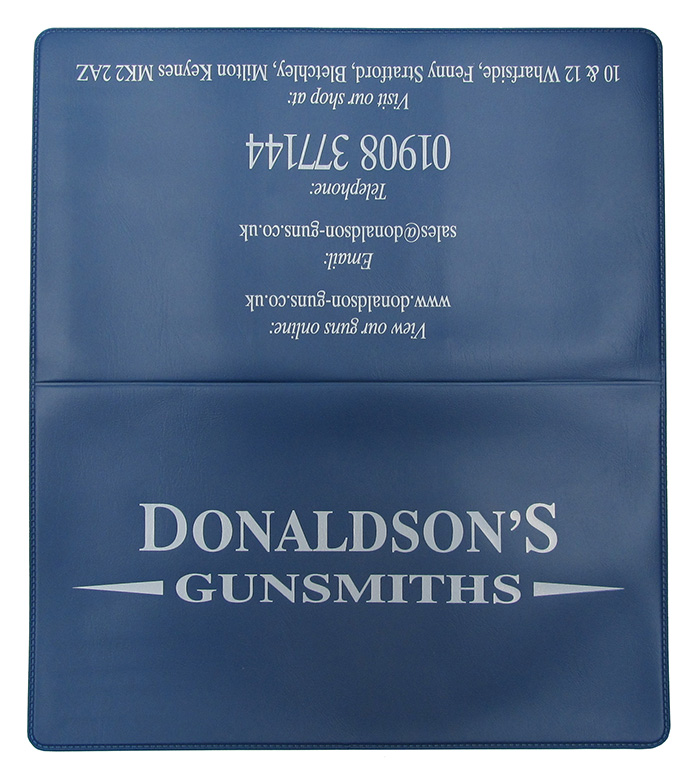 DONALDSON'S
GUNSMITHS
View our guns online:
www.donaldson-guns.co.uk
Email:
sales@donaldson-guns.co.uk
Telephone:
01908 377144
Visit our shop at:
10 & 12 Wharfside, Fenny Stratford, Bletchley, Milton Keynes MK2 2AZ